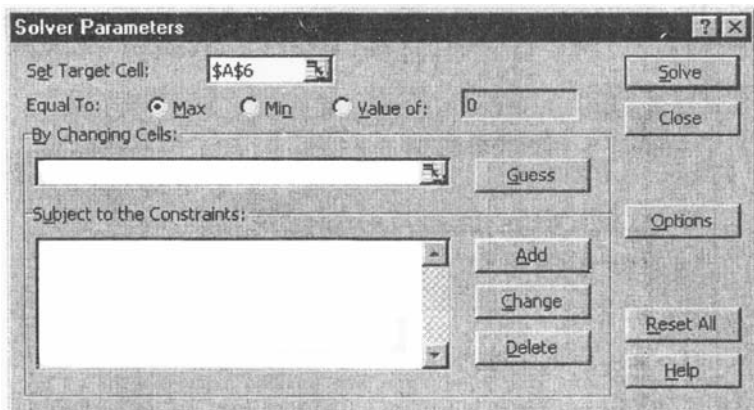 Solver Parameters
Set Target Cell: $A$6 Solve
Equal To: Max Min Value of: 0 Close
By Changing Cells:
Guess
Subject to the Constraints: Options
Add
Change
Delete Reset All
Help